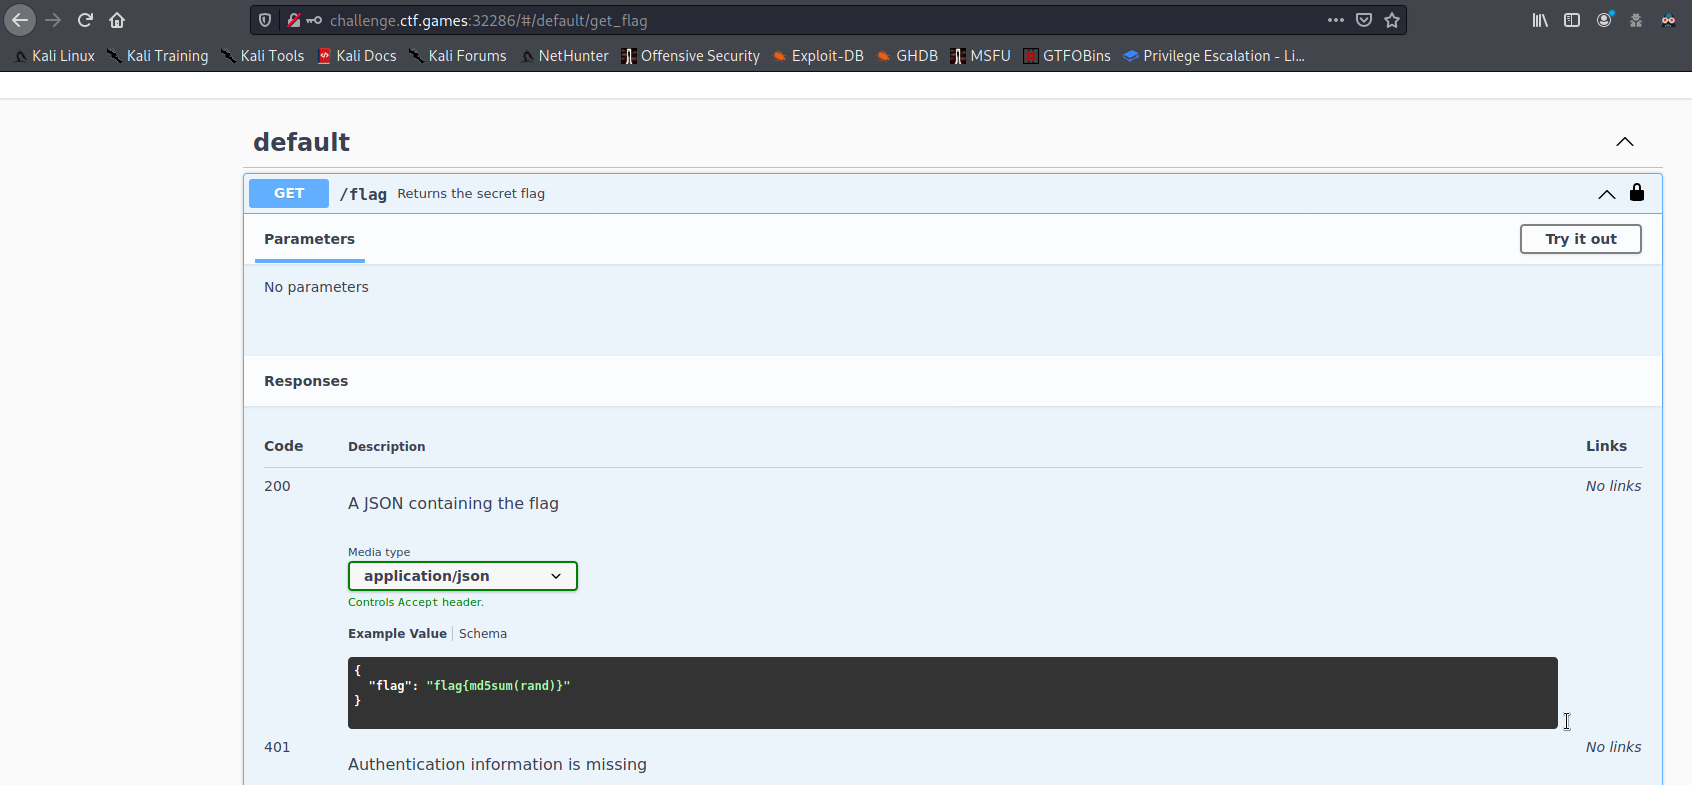 challenge.ctf.games:32286/#/default/get_flag
Kali Linux Kali Training Kali Tools Kali Docs Kali Forums NetHunter Offensive Security Exploit-DB GHDB MSFU GTFOBins Privilege Escalation - Li…
default
GET /flag Returns the secret flag
Parameters Try it out
No parameters
Responses
Code Description Links
200 No links
A JSON containing the flag
Media type
application/json
Controls Accept header.
Example Value Schema
{
"flag": "flag{md5sum(rand)}"
}
401 No links
Authentication information is missing